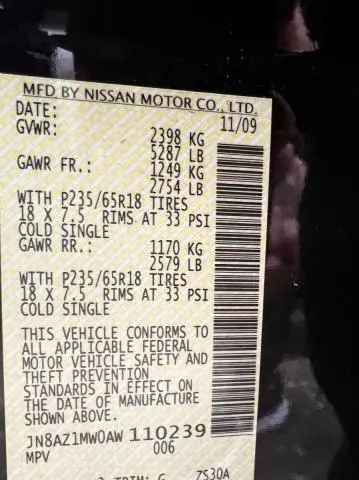 MFD BY NISSAN MOTOR CO., LTD.
DATE: 11/09
GVWR: 2398 KG
5287 LB
GAWR FR.: 1249 KG
2754 LB
WITH P235/65R18 TIRES
18 X 7.5 RIMS AT 33 PSI
COLD SINGLE
GAWR RR.: 1170 KG
2579 LB
WITH P235/65R18 TIRES
18 X 7.5 RIMS AT 33 PSI
COLD SINGLE
THIS VEHICLE CONFORMS TO
ALL APPLICABLE FEDERAL
MOTOR VEHICLE SAFETY AND
THEFT PREVENTION
STANDARDS IN EFFECT ON
THE DATE OF MANUFACTURE
SHOWN ABOVE.
JN8AZ1MW0AW 110239
MPV 006
TRIM: G 7S30A